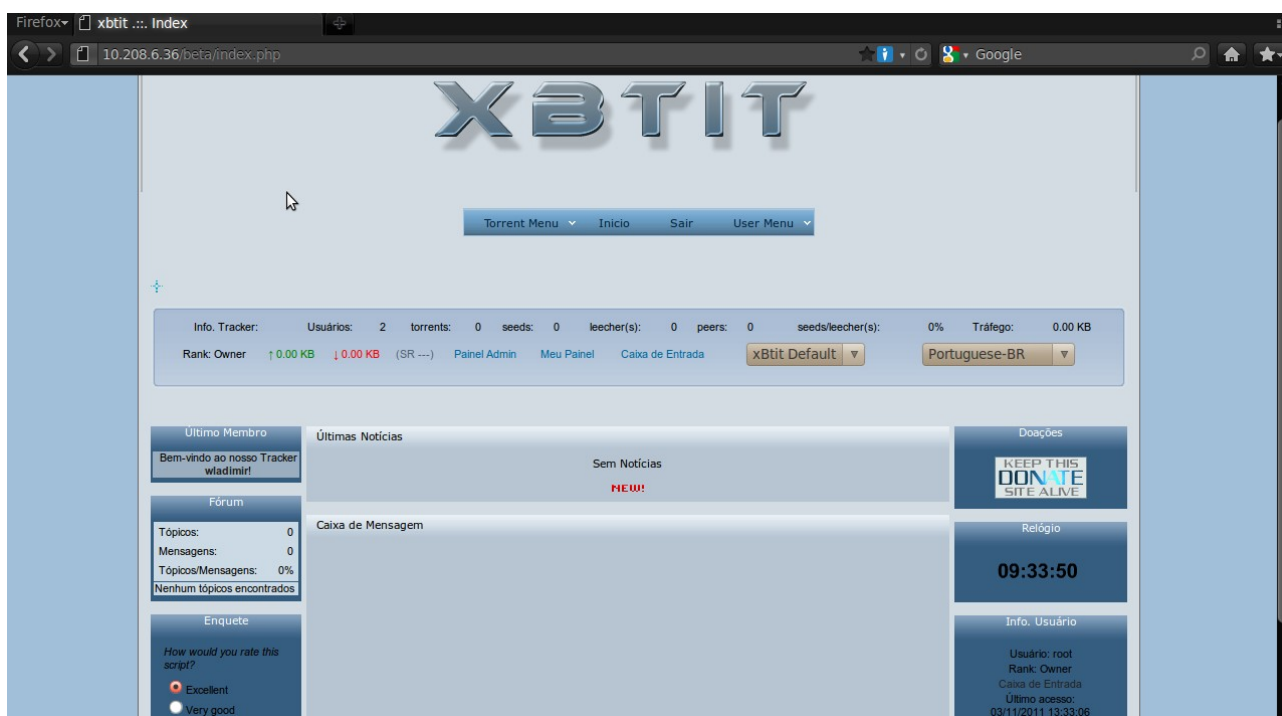 Firefox xbtit .::. Index
10.208.6.36/beta/index.php Google
XBTIT
Torrent Menu Inicio Sair User Menu
Info. Tracker: Usuários: 2 torrents: 0 seeds: 0 leecher(s): 0 peers: 0 seeds/leecher(s): 0% Tráfego: 0.00 KB
Rank: Owner ↑ 0.00 KB ↓ 0.00 KB (SR ---) Painel Admin Meu Painel Caixa de Entrada xBtit Default Portuguese-BR
Último Membro
Bem-vindo ao nosso Tracker
wladimir!
Fórum
Tópicos: 0
Mensagens: 0
Tópicos/Mensagens: 0%
Nenhum tópicos encontrados
Enquete
How would you rate this
script?
Excellent
Very good
Últimas Notícias
Sem Notícias
NEW!
Caixa de Mensagem
Doações
KEEP THIS
DONATE
SITE ALIVE
Relógio
09:33:50
Info. Usuário
Usuário: root
Rank: Owner
Caixa de Entrada
Último acesso:
03/11/2011 13:33:06